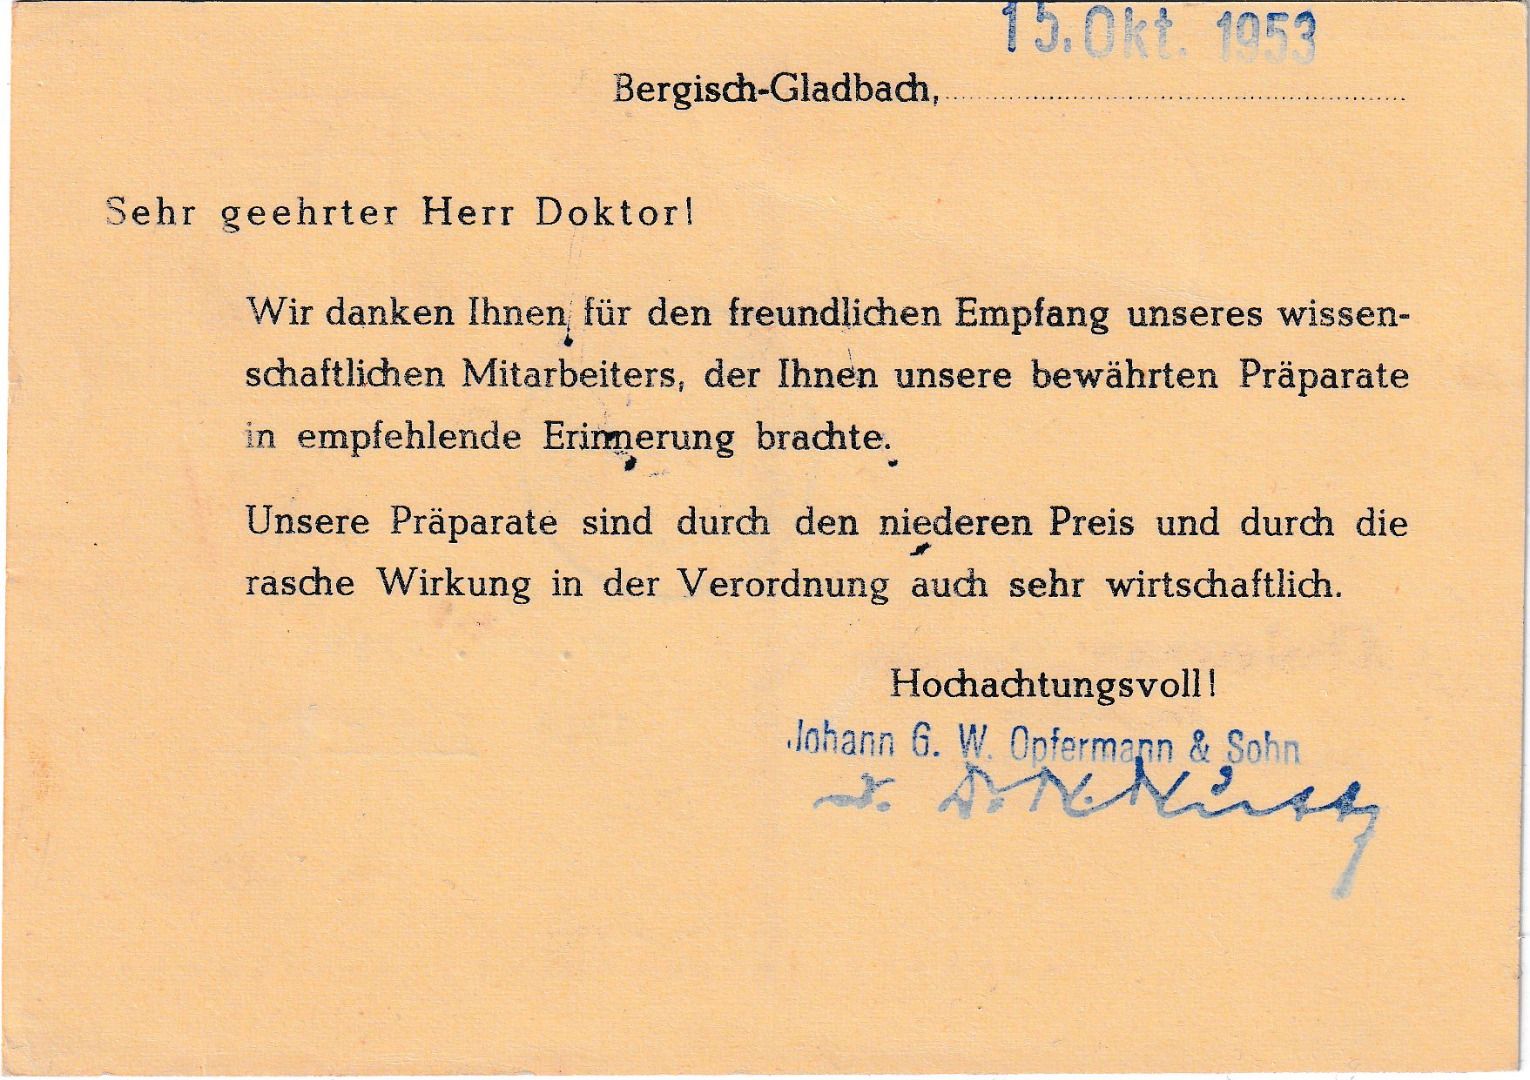 15. Okt. 1953
Bergisch-Gladbach,
Sehr geehrter Herr Doktor!
Wir danken Ihnen für den freundlichen Empfang unseres wissen-
schaftlichen Mitarbeiters, der Ihnen unsere bewährten Präparate
in empfehlende Erinnerung brachte.
Unsere Präparate sind durch den niederen Preis und durch die
rasche Wirkung in der Verordnung auch sehr wirtschaftlich.
Hochachtungsvoll!
Johann G. W. Opfermann & Sohn